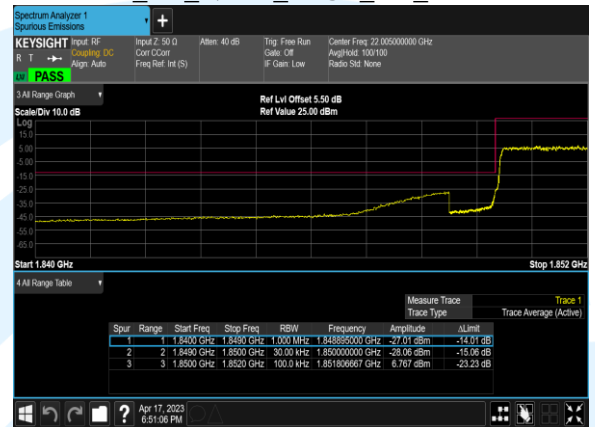 Spectrum Analyzer 1
Spurious Emissions
KEYSIGHT Input: RF Input Z: 50 Ω Atten: 40 dB Trig: Free Run Center Freq: 22.005000000 GHz
R T Coupling: DC Corr CCorr Gate: Off Avg|Hold: 100/100
Align: Auto Freq Ref: Int (S) IF Gain: Low Radio Std: None
LV PASS
3 All Range Graph
Ref Lvl Offset 5.50 dB
Scale/Div 10.0 dB Ref Value 25.00 dBm
Log
15.0
5.00
-5.00
-15.0
-25.0
-35.0
-45.0
-55.0
-65.0
Start 1.840 GHz Stop 1.852 GHz
4 All Range Table
Measure Trace Trace 1
Trace Type Trace Average (Active)
Spur Range Start Freq Stop Freq RBW Frequency Amplitude ΔLimit
1 1 1.8400 GHz 1.8490 GHz 1.000 MHz 1.848895000 GHz -27.01 dBm -14.01 dB
2 2 1.8490 GHz 1.8500 GHz 30.00 kHz 1.850000000 GHz -28.06 dBm -15.06 dB
3 3 1.8500 GHz 1.8520 GHz 100.0 kHz 1.851806667 GHz 6.767 dBm -23.23 dB
? Apr 17, 2023
6:51:06 PM